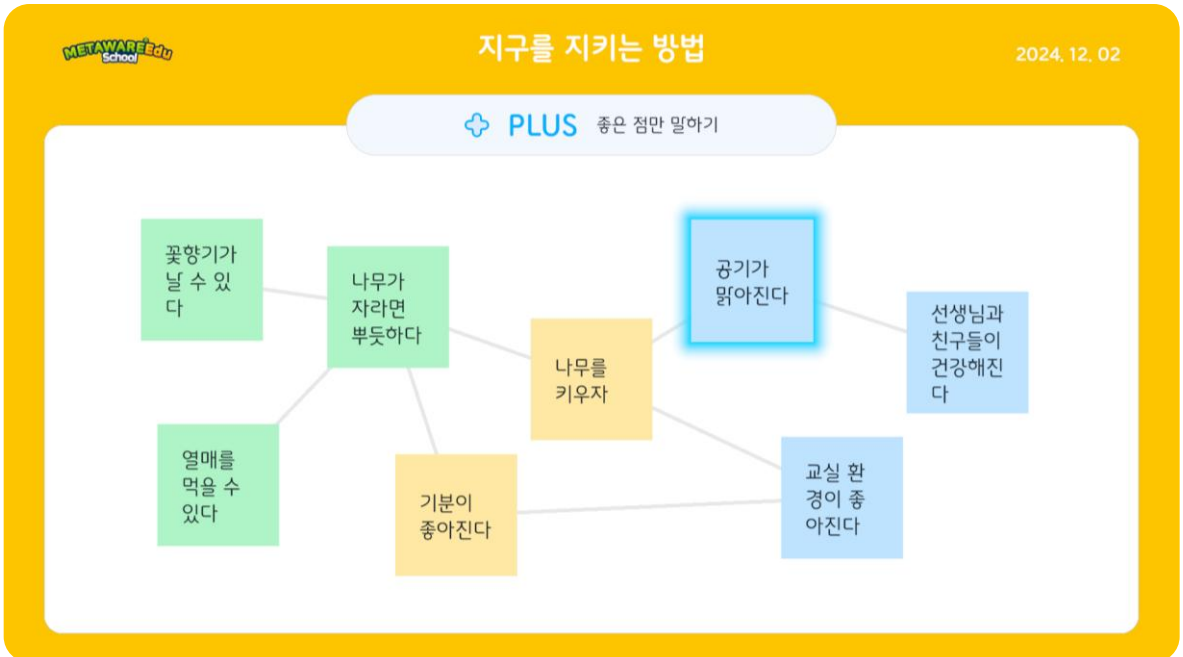 METAWARE Edu
School
지구를 지키는 방법
2024. 12. 02
PLUS 좋은 점만 말하기
꽃향기가
날 수 있
다
나무가
자라면
뿌듯하다
공기가
맑아진다
선생님과
친구들이
건강해진
다
나무를
키우자
열매를
먹을 수
있다
기분이
좋아진다
교실 환
경이 좋
아진다